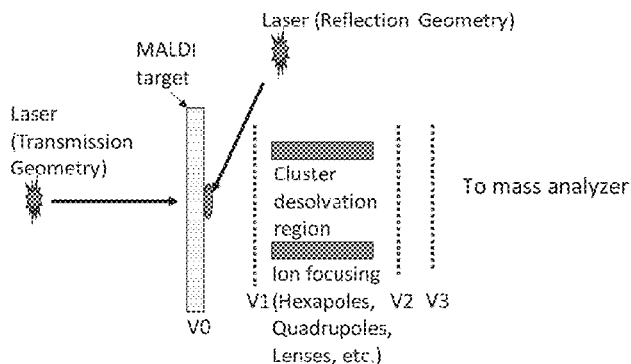 Laser (Reflection Geometry)
MALDI
target
Laser
(Transmission
Geometry)
Cluster
desolvation
region
To mass analyzer
Ion focusing
V1 (Hexapoles, V2 V3
V0 Quadrupoles,
Lenses, etc.)